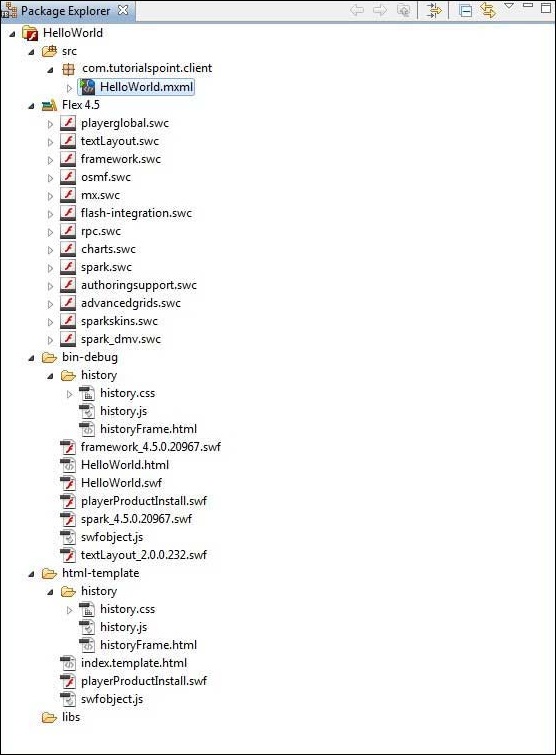 Package Explorer
HelloWorld
src
com.tutorialspoint.client
HelloWorld.mxml
Flex 4.5
playerglobal.swc
textLayout.swc
framework.swc
osmf.swc
mx.swc
flash-integration.swc
rpc.swc
charts.swc
spark.swc
authoringsupport.swc
advancedgrids.swc
sparkskins.swc
spark_dmv.swc
bin-debug
history
history.css
history.js
historyFrame.html
framework_4.5.0.20967.swf
HelloWorld.html
HelloWorld.swf
playerProductInstall.swf
spark_4.5.0.20967.swf
swfobject.js
textLayout_2.0.0.232.swf
html-template
history
history.css
history.js
historyFrame.html
index.template.html
playerProductInstall.swf
swfobject.js
libs